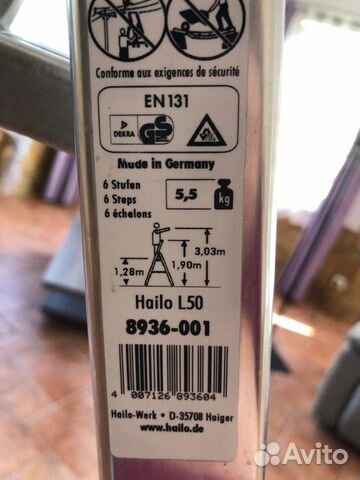 Conforme aux exigences de sécurité
EN 131
DEKRA
GS
Made in Germany
6 Stufen
6 Steps
6 échelons
5,5
kg
3,03m
1,90m
1,28m
Hailo L50
8936-001
4 007126 893604
Hailo-Werk • D-35708 Haiger
www.hailo.de
Avito